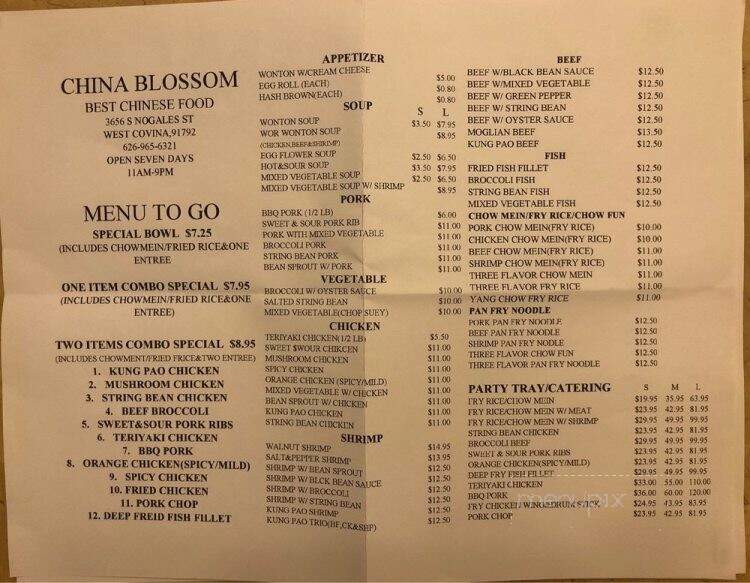 CHINA BLOSSOM
BEST CHINESE FOOD
3656 S NOGALES ST
WEST COVINA,91792
626-965-6321
OPEN SEVEN DAYS
11AM-9PM
MENU TO GO
SPECIAL BOWL $7.25
(INCLUDES CHOWMEIN/FRIED RICE&ONE
ENTREE)
ONE ITEM COMBO SPECIAL $7.95
(INCLUDES CHOWMEIN/FRIED RICE&ONE
ENTREE)
TWO ITEMS COMBO SPECIAL $8.95
(INCLUDES CHOWMENT/FRIED FRICE&TWO ENTREE)
1. KUNG PAO CHICKEN
2. MUSHROOM CHICKEN
3. STRING BEAN CHICKEN
4. BEEF BROCCOLI
5. SWEET&SOUR PORK RIBS
6. TERIYAKI CHICKEN
7. BBQ PORK
8. ORANGE CHICKEN(SPICY/MILD)
9. SPICY CHICKEN
10. FRIED CHICKEN
11. PORK CHOP
12. DEEP FREID FISH FILLET
APPETIZER
WONTON W/CREAM CHEESE $5.00
EGG ROLL (EACH) $0.80
HASH BROWN(EACH) $0.80
SOUP S L
WONTON SOUP $3.50 $7.95
WOR WONTON SOUP $8.95
(CHICKEN,BEEF&SHIRIMP)
EGG FLOWER SOUP $2.50 $6.50
HOT&SOUR SOUP $3.50 $7.95
MIXED VEGETABLE SOUP $2.50 $6.50
MIXED VEGETABLE SOUP W/ SHRIMP $8.95
PORK
BBQ PORK (1/2 LB) $6.00
SWEET & SOUR PORK RIB $11.00
PORK WITH MIXED VEGETABLE $11.00
BROCCOLI PORK $11.00
STRING BEAN PORK $11.00
BEAN SPROUT W/ PORK $11.00
VEGETABLE
BROCCOLI W/ OYSTER SAUCE $10.00
SALTED STRING BEAN $10.00
MIXED VEGETABLE(CHOP SUEY) $10.00
CHICKEN
TERIYAKI CHICKEN(1/2 LB) $5.50
SWEET $WOUR CHIKCEN $11.00
MUSHROOM CHICKEN $11.00
SPICY CHICKEN $11.00
ORANGE CHICKEN (SPICY/MILD) $11.00
MIXED VEGETABLE W/ CHECKEN $11.00
BEAN SPROUT W/ CHICKEN $11.00
KUNG PAO CHICKEN $11.00
STRING BEAN CHICKEN $11.00
SHRIMP
WALNUT SHRIMP $14.95
SALT&PEPPER SHRIMP $13.95
SHRIMP W/ BEAN SPROUT $12.50
SHRIMP W/ BLCK BEAN SAUCE $12.50
SHRIMP W/ BROCCOLI $12.50
SHRIMP W/ STRING BEAN $12.50
KUNG PAO SHRIMP $12.50
KUNG PAO TRIO(BF,CK&SHF) $12.50
BEEF
BEEF W/BLACK BEAN SAUCE $12.50
BEEF W/MIXED VEGETABLE $12.50
BEEF W/ GREEN PEPPER $12.50
BEEF W/ STRING BEAN $12.50
BEEF W/ OYSTER SAUCE $12.50
MOGLIAN BEEF $13.50
KUNG PAO BEEF $12.50
FISH
FRIED FISH FILLET $12.50
BROCCOLI FISH $12.50
STRING BEAN FISH $12.50
MIXED VEGETABLE FISH $12.50
CHOW MEIN/FRY RICE/CHOW FUN
PORK CHOW MEIN(FRY RICE) $10.00
CHICKEN CHOW MEIN(FRY RICE) $10.00
BEEF CHOW MEIN(FRY RICE) $11.00
SHRIMP CHOW MEIN(FRY RICE) $11.00
THREE FLAVOR CHOW MEIN $11.00
THREE FLAVOR FRY RICE $11.00
YANG CHOW FRY RICE $11.00
PAN FRY NOODLE
PORK PAN FRY NODLE $12.50
BEEF PAN FRY NODLE $12.50
SHRIMP PAN FRY NODLE $12.50
THREE FLAVOR CHOW FUN $12.50
THREE FLAVOR PAN FRY NOODLE $12.50
PARTY TRAY/CATERING S M L
FRY RICE/CHOW MEIN $19.95 35.95 63.95
FRY RICE/CHOW MEIN W/ MEAT $23.95 42.95 81.95
FRY RICE/CHOW MEIN W/ SHRIMP $29.95 49.95 99.95
STRING BEAN CHICKEN $23.95 42.95 81.95
BROCCOLI BEEF $29.95 49.95 99.95
SWEET & SOUR PORK RIBS $23.95 42.95 81.95
ORANGE CHICKEN(SPICY/MILD) $23.95 42.95 81.95
DEEP FRY FISH FILLET $29.95 49.95 99.95
TERIYAKI CHICKEN $33.00 55.00 110.00
BBQ PORK $36.00 60.00 120.00
FRY CHICKEN WING&DRUM STICK $24.95 43.95 83.95
PORK CHOP $23.95 42.95 81.95
menupix